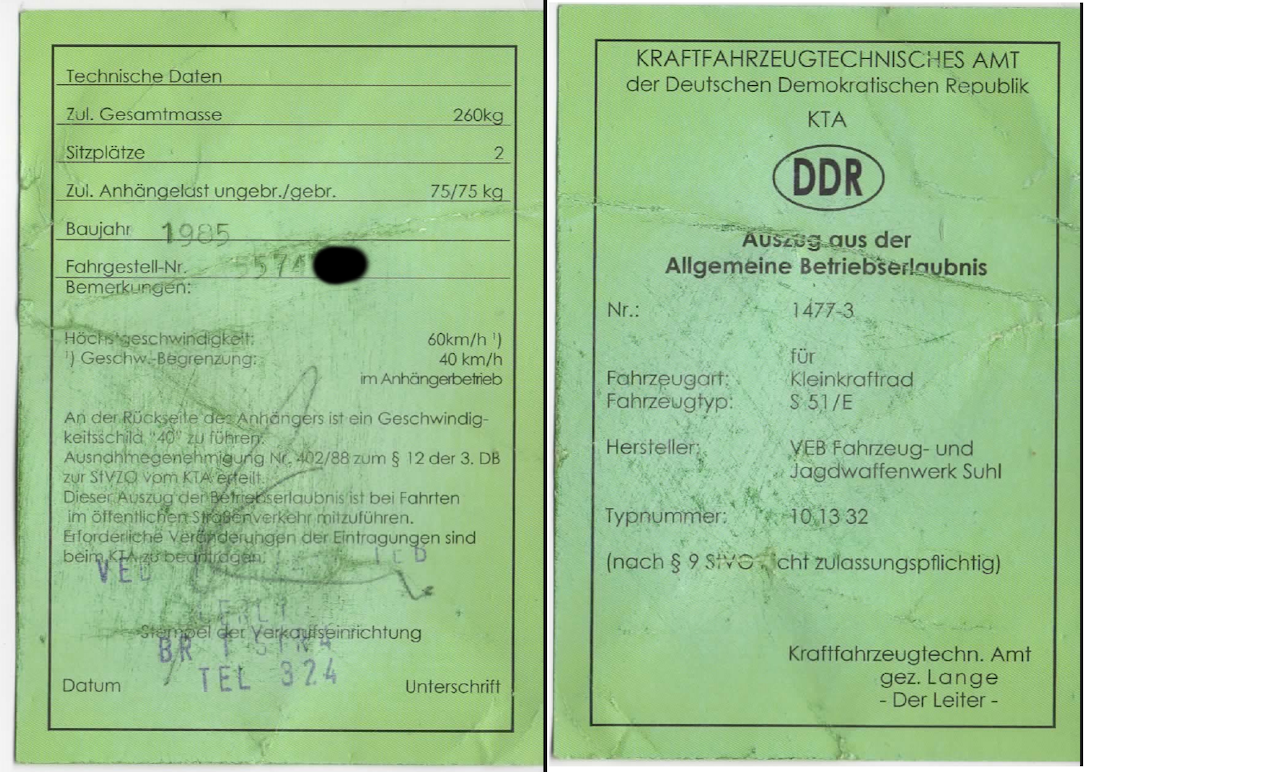 Technische Daten
Zul. Gesamtmasse 260kg
Sitzplätze 2
Zul. Anhängelast ungebr./gebr. 75/75 kg
Baujahr 1985
Fahrgestell-Nr. 5574
Bemerkungen:
Höchstgeschwindigkeit: 60km/h ¹)
¹) Geschw.-Begrenzung: 40 km/h
im Anhängerbetrieb
An der Rückseite des Anhängers ist ein Geschwindig-
keitsschild "40" zu führen.
Ausnahmegenehmigung Nr. 402/88 zum § 12 der 3. DB
zur StVZO vom KTA erteilt.
Dieser Auszug der Betriebserlaubnis ist bei Fahrten
im öffentlichen Straßenverkehr mitzuführen.
Erforderliche Veränderungen der Eintragungen sind
beim KTA zu beantragen.
VEB
Stempel der Verkaufseinrichtung
TEL 324
Datum Unterschrift
KRAFTFAHRZEUGTECHNISCHES AMT
der Deutschen Demokratischen Republik
KTA
DDR
Auszug aus der
Allgemeine Betriebserlaubnis
Nr.: 1477-3
für
Fahrzeugart: Kleinkraftrad
Fahrzeugtyp: S 51/E
Hersteller: VEB Fahrzeug- und
Jagdwaffenwerk Suhl
Typnummer: 10 13 32
(nach § 9 StVO zulassungspflichtig)
Kraftfahrzeugtechn. Amt
gez. Lange
- Der Leiter -